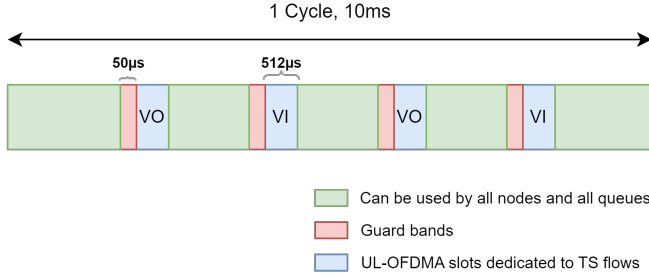 1 Cycle, 10ms
50µs
512µs
VO
VI
VO
VI
Can be used by all nodes and all queues
Guard bands
UL-OFDMA slots dedicated to TS flows